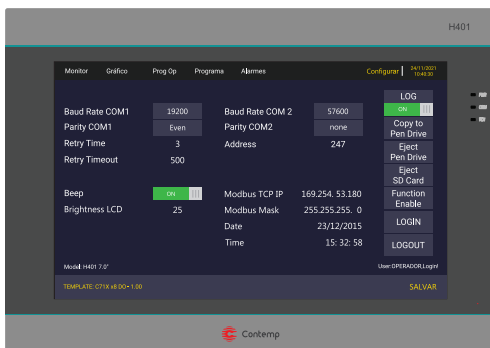 H401
Monitor Gráfico Prog Op Programa Alarmes Configurar 24/11/2021
10:40:30
LOG
Baud Rate COM1 19200 Baud Rate COM 2 57600 ON
Parity COM1 Even Parity COM2 none Copy to
Pen Drive
Retry Time 3 Address 247 Eject
Pen Drive
Retry Timeout 500
Eject
SD Card
Beep ON Modbus TCP IP 169.254. 53.180 Function
Enable
Brightness LCD 25 Modbus Mask 255.255.255. 0
Date 23/12/2015 LOGIN
Time 15: 32: 58 LOGOUT
Model: H401 7.0" User:OPERADOR,Login!
TEMPLATE: C71X x8 DO - 1.00 SALVAR
Contemp